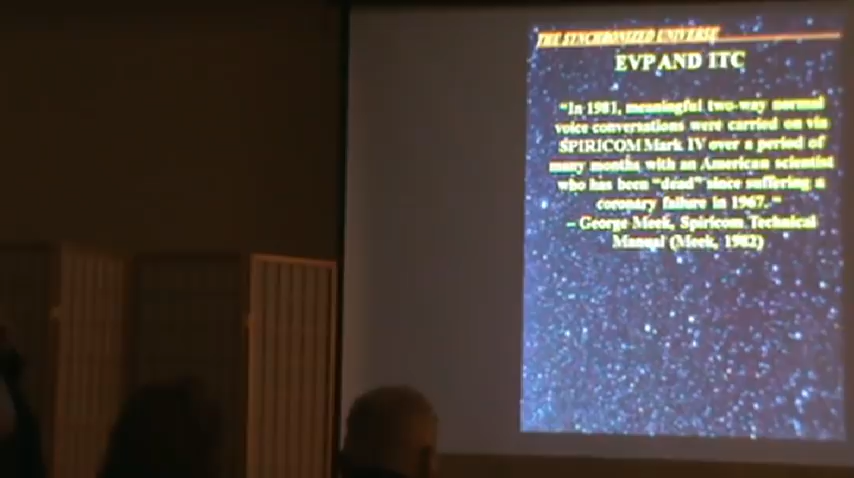 THE SYNCHRONIZED UNIVERSE
EVP AND ITC
"In 1981, meaningful two-way normal
voice conversations were carried on via
SPIRICOM Mark IV over a period of
many months with an American scientist
who has been "dead" since suffering a
coronary failure in 1967."
– George Meek, Spiricom Technical
Manual (Meek, 1982)